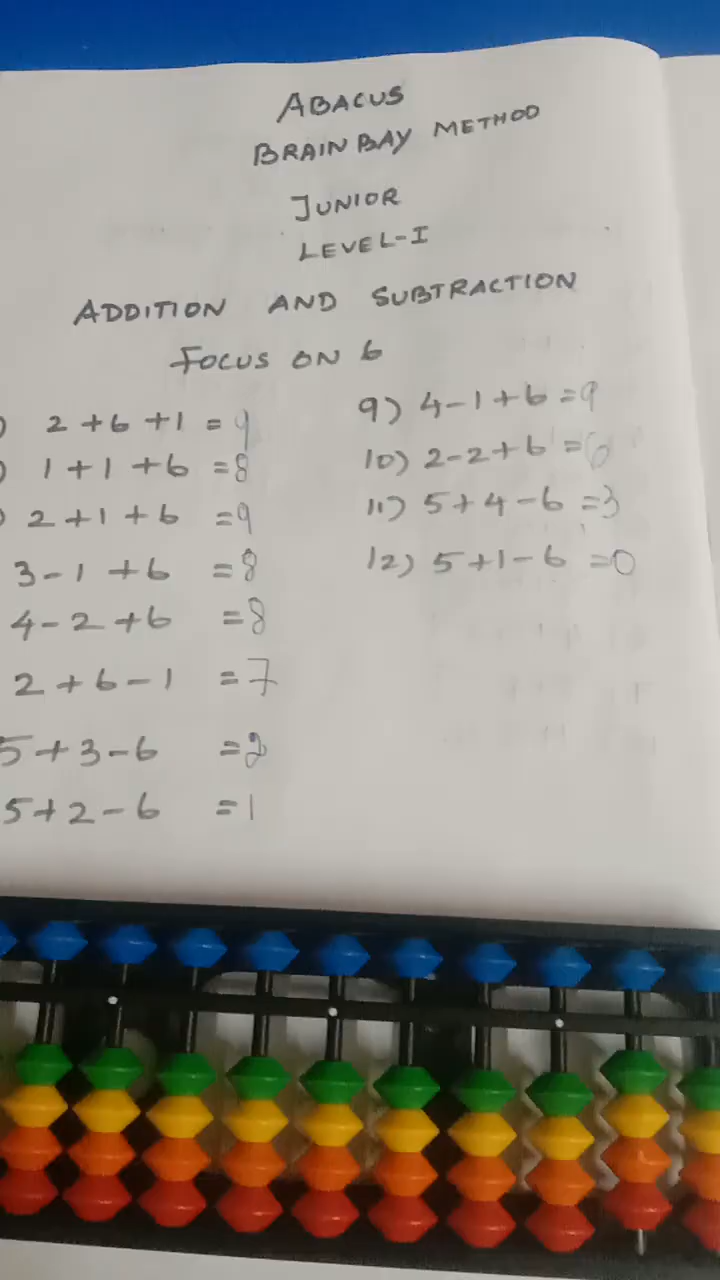 ABACUS
BRAIN BAY METHOD
JUNIOR
LEVEL-I
ADDITION AND SUBTRACTION
FOCUS ON 6
) 2+6+1=9
) 1+1+6=8
) 2+1+6=9
3-1+6=8
4-2+6=8
2+6-1=7
5+3-6=2
5+2-6=1
9) 4-1+6=9
10) 2-2+6=6
11) 5+4-6=3
12) 5+1-6=0